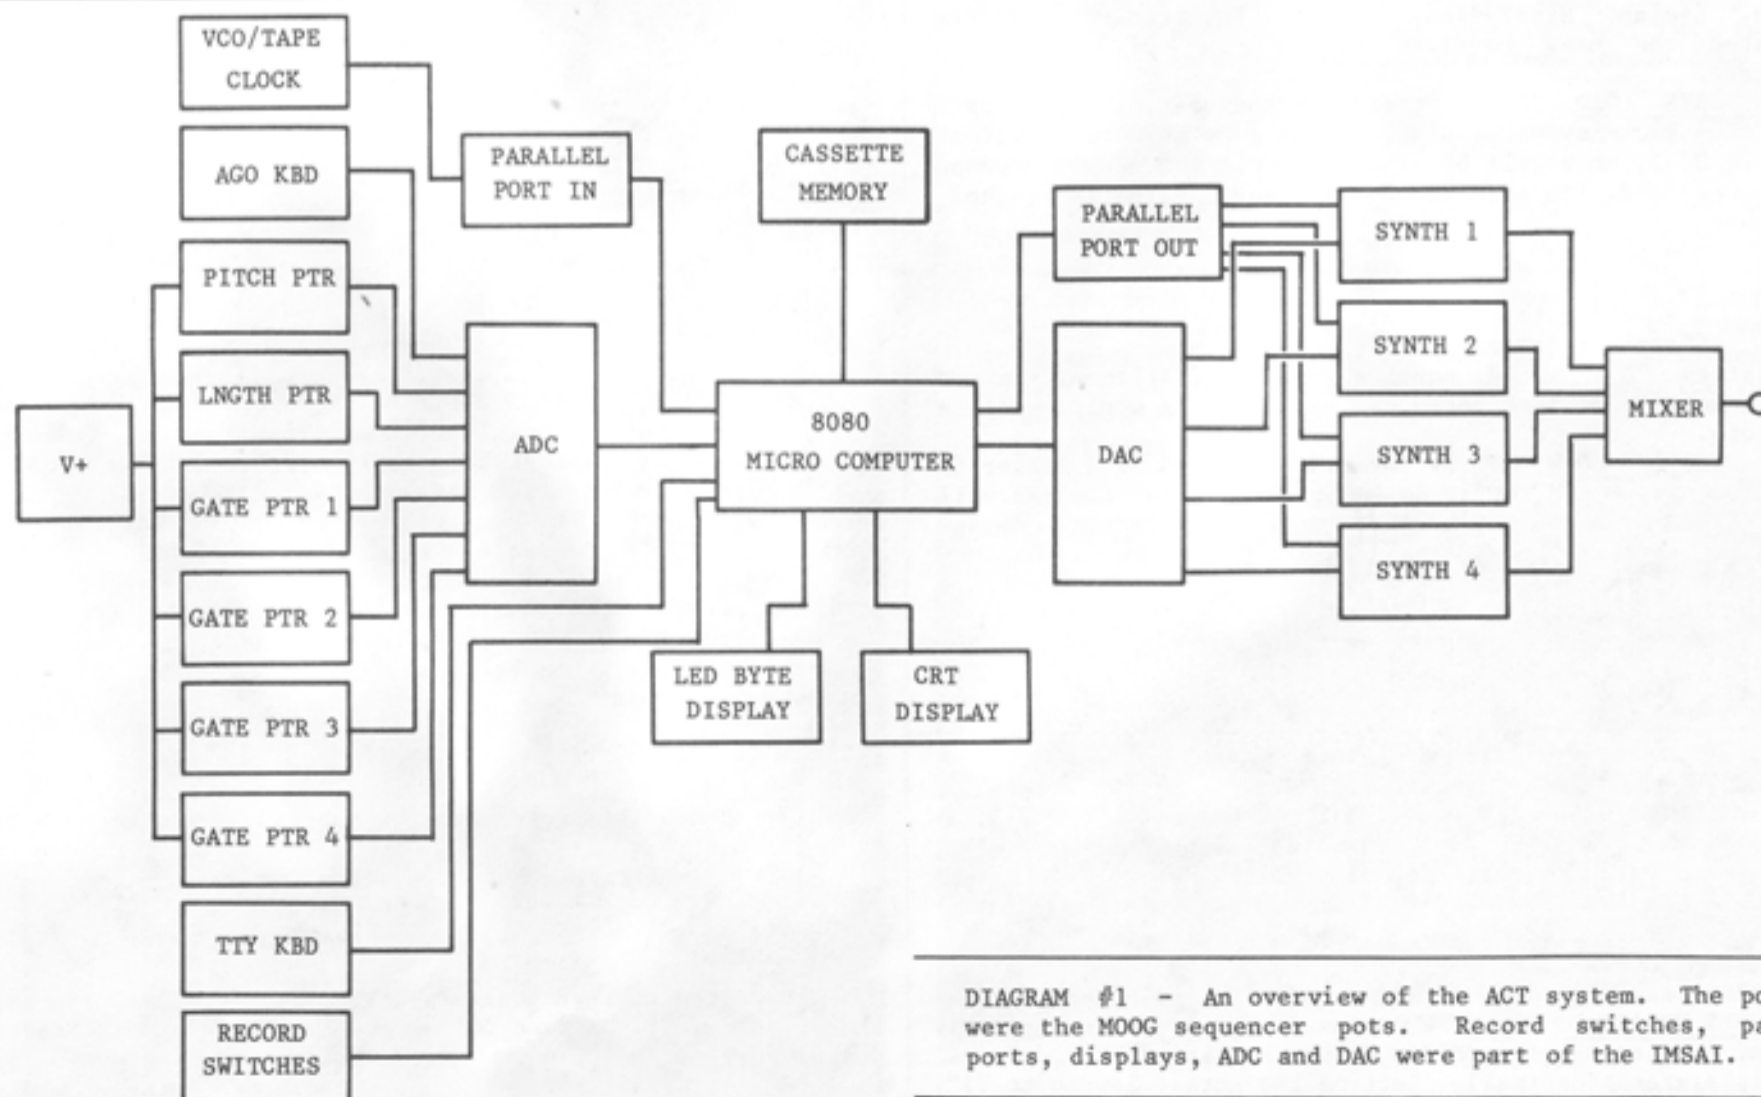 VCO/TAPE
CLOCK
AGO KBD
PITCH PTR
LNGTH PTR
V+
GATE PTR 1
GATE PTR 2
GATE PTR 3
GATE PTR 4
TTY KBD
RECORD
SWITCHES
PARALLEL
PORT IN
ADC
CASSETTE
MEMORY
8080
MICRO COMPUTER
LED BYTE
DISPLAY
CRT
DISPLAY
PARALLEL
PORT OUT
DAC
SYNTH 1
SYNTH 2
SYNTH 3
SYNTH 4
MIXER
DIAGRAM #1 - An overview of the ACT system. The
were the MOOG sequencer pots. Record switches,
ports, displays, ADC and DAC were part of the IMSAI.